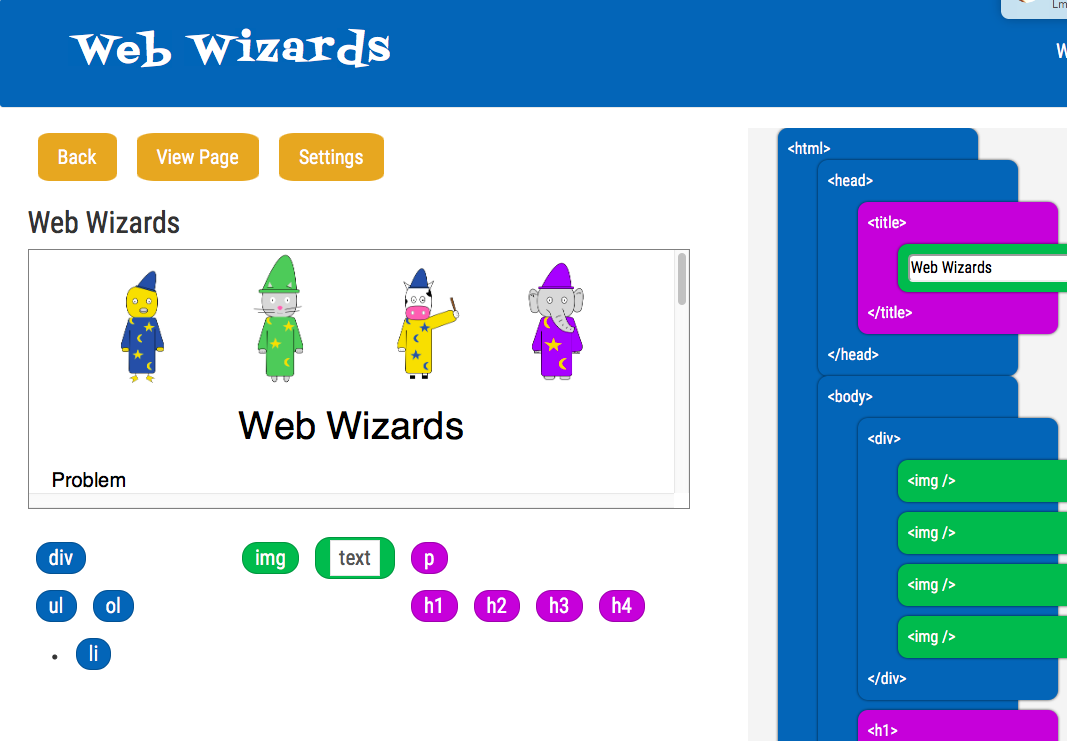 Web Wizards
Lm
W
Back View Page Settings
Web Wizards
Web Wizards
Problem
div img text p
ul ol h1 h2 h3 h4
li
<html>
<head>
<title>
Web Wizards
</title>
</head>
<body>
<div>
<img />
<img />
<img />
<img />
</div>
<h1>